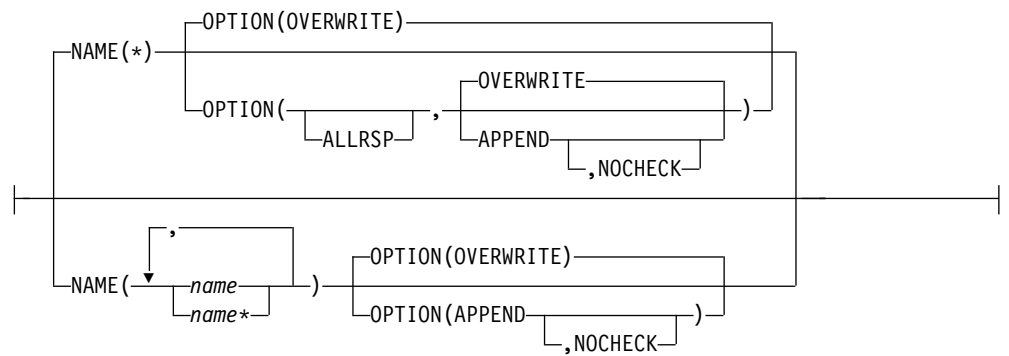 OPTION(OVERWRITE)
NAME(*)
OVERWRITE
OPTION( , )
ALLRSP APPEND
,NOCHECK
,
OPTION(OVERWRITE)
NAME( name )
name* OPTION(APPEND )
,NOCHECK